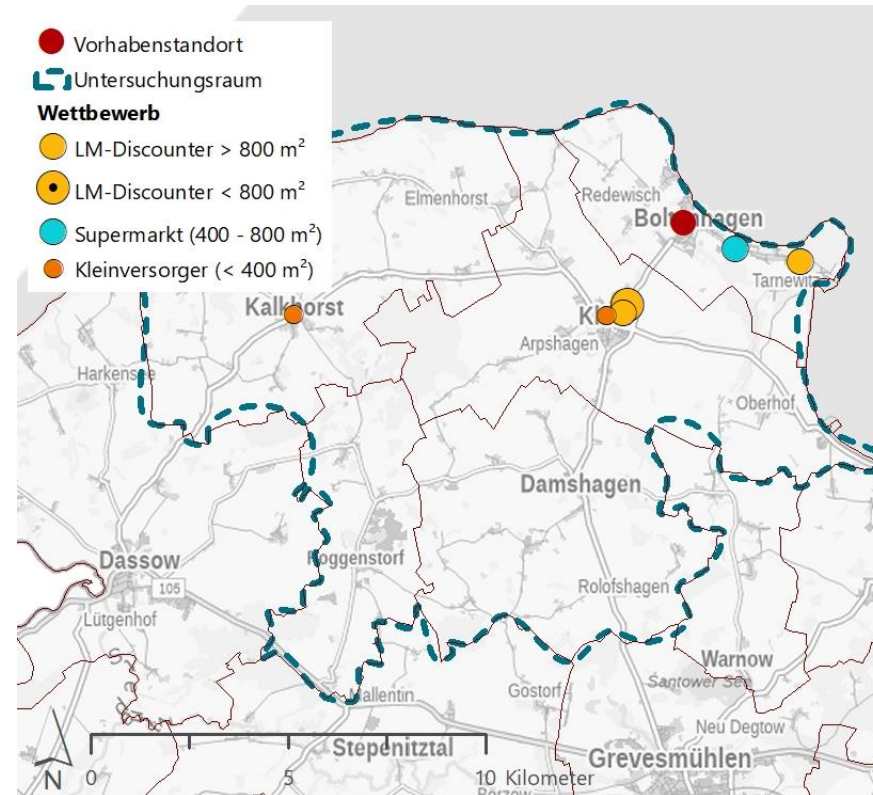 Vorhabenstandort
Untersuchungsraum
Wettbewerb
LM-Discounter > 800 m²
LM-Discounter < 800 m²
Supermarkt (400 - 800 m²)
Kleinversorger (< 400 m²)
Elmenhorst
Redewisch
Tarnewitz
Kalkhorst
Arpshagen
Harkensee
Oberhof
Damshagen
Roggenstorf
Dassow
105
Lütgenhof
Rolofshagen
Warnow
Santower See
Mallentin
Gostorf
Neu Degtow
Stepenitztal
Grevesmühlen
N
0 5 10 Kilometer